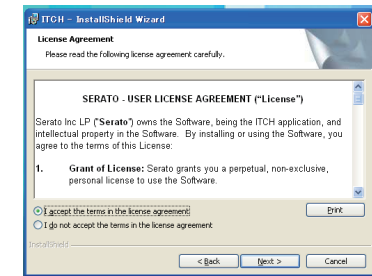 ITCH - InstallShield Wizard
License Agreement
Please read the following license agreement carefully.
SERATO - USER LICENSE AGREEMENT ("License")
Serato Inc LP ("Serato") owns the Software, being the ITCH application, and
intellectual property in the Software. By installing or using the Software, you
agree to the terms of this License:
1. Grant of License: Serato grants you a perpetual, non-exclusive,
personal license to use the Software.
I accept the terms in the license agreement
Print
I do not accept the terms in the license agreement
InstallShield
< Back
Next >
Cancel